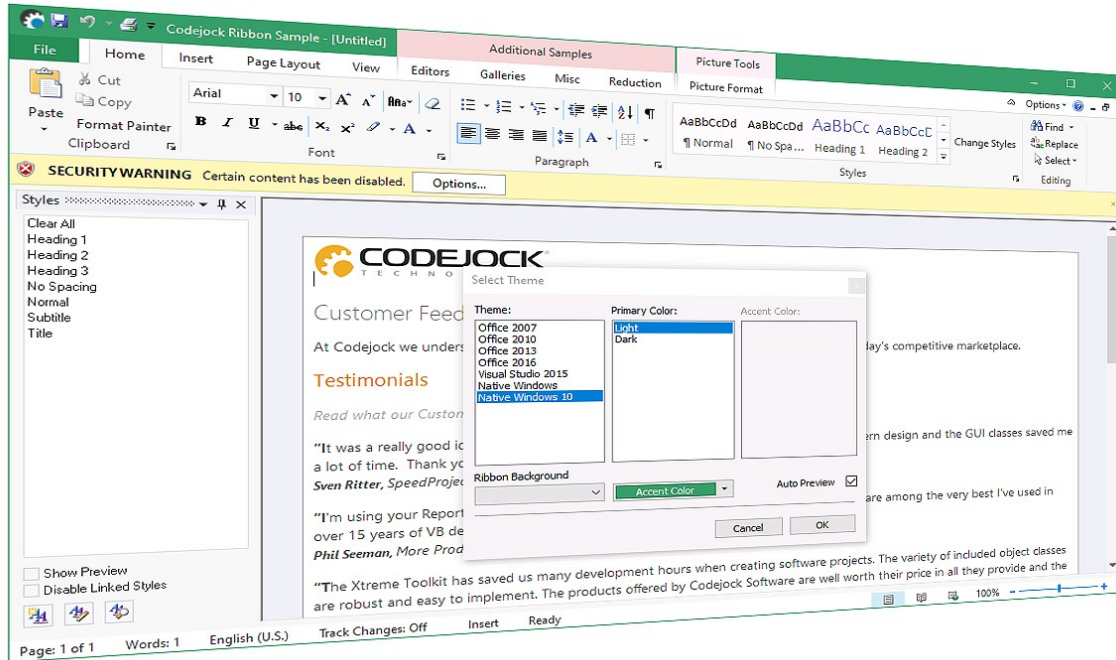 Codejock Ribbon Sample - [Untitled]
Additional Samples
Picture Tools
File
Home
Insert
Page Layout
View
Editors
Galleries
Misc
Reduction
Picture Format
Options
Paste
Cut
Copy
Format Painter
Clipboard
Arial
10
Font
Paragraph
AaBbCcDd
AaBbCcDd
AaBbCc
AaBbCcC
¶ Normal
¶ No Spa...
Heading 1
Heading 2
Styles
Change Styles
Find
Replace
Select
Editing
SECURITY WARNING Certain content has been disabled. Options...
Styles
Clear All
Heading 1
Heading 2
Heading 3
No Spacing
Normal
Subtitle
Title
Show Preview
Disable Linked Styles
CODEJOCK
TECHNO
Customer Feed
At Codejock we unders
day's competitive marketplace.
Testimonials
Read what our Custon
"It was a really good ic
ern design and the GUI classes saved me
a lot of time. Thank yo
Sven Ritter, SpeedProjec
"I'm using your Report
are among the very best I've used in
over 15 years of VB de
Phil Seeman, More Prod
"The Xtreme Toolkit has saved us many development hours when creating software projects. The variety of included object classes
are robust and easy to implement. The products offered by Codejock Software are well worth their price in all they provide and the
Select Theme
Theme:
Office 2007
Office 2010
Office 2013
Office 2016
Visual Studio 2015
Native Windows
Native Windows 10
Primary Color:
Light
Dark
Accent Color:
Ribbon Background
Accent Color
Auto Preview
Cancel
OK
Page: 1 of 1
Words: 1
English (U.S.)
Track Changes: Off
Insert
Ready
100%